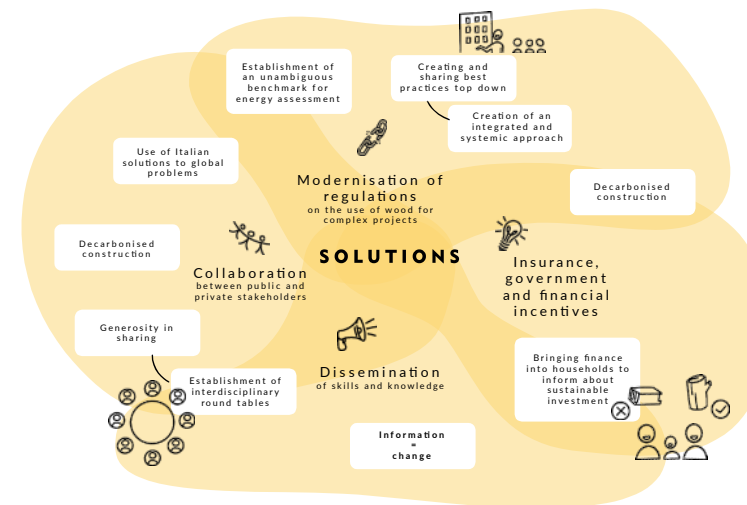 Establishment of
an unambiguous
benchmark for
energy assessment
Creating and
sharing best
practices top down
Creation of an
integrated and
systemic approach
Use of Italian
solutions to global
problems
Modernisation of
regulations
on the use of wood for
complex projects
Decarbonised
construction
Decarbonised
construction
SOLUTIONS
Collaboration
between public and
private stakeholders
Insurance,
government
and financial
incentives
Generosity in
sharing
Establishment of
interdisciplinary
round tables
Dissemination
of skills and knowledge
Bringing finance
into households to
inform about
sustainable
investment
Information
=
change